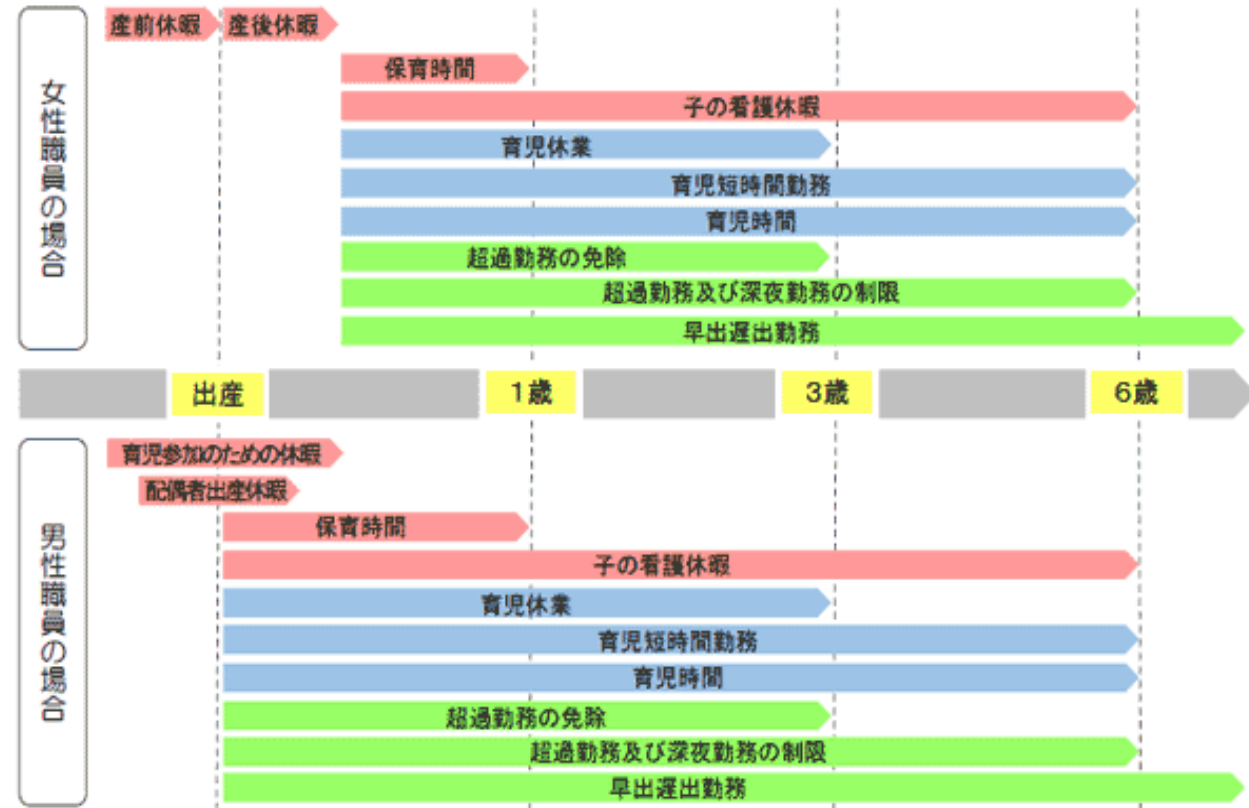 女性職員の場合
産前休暇
産後休暇
保育時間
子の看護休暇
育児休業
育児短時間勤務
育児時間
超過勤務の免除
超過勤務及び深夜勤務の制限
早出遅出勤務
出産
1歳
3歳
6歳
男性職員の場合
育児参加のための休暇
配偶者出産休暇
保育時間
子の看護休暇
育児休業
育児短時間勤務
育児時間
超過勤務の免除
超過勤務及び深夜勤務の制限
早出遅出勤務